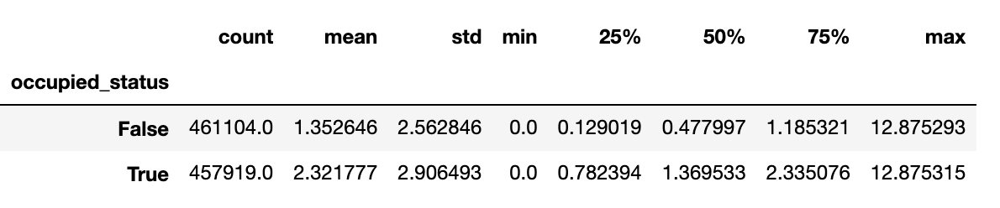 count mean std min 25% 50% 75% max
occupied_status
False 461104.0 1.352646 2.562846 0.0 0.129019 0.477997 1.185321 12.875293
True 457919.0 2.321777 2.906493 0.0 0.782394 1.369533 2.335076 12.875315